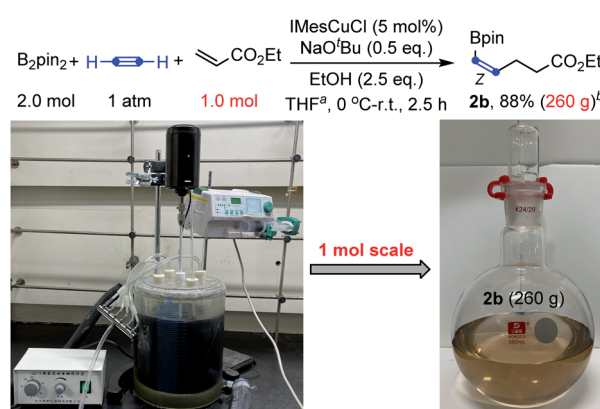 IMesCuCl (5 mol%)
NaOᵗBu (0.5 eq.)
B₂pin₂ + H H + CO₂Et
EtOH (2.5 eq.)
THFᵃ, 0 °C-r.t., 2.5 h
Bpin
CO₂Et
Z
2.0 mol 1 atm 1.0 mol
2b, 88% (260 g)ᵇ
1 mol scale
24/29
2b (260 g)